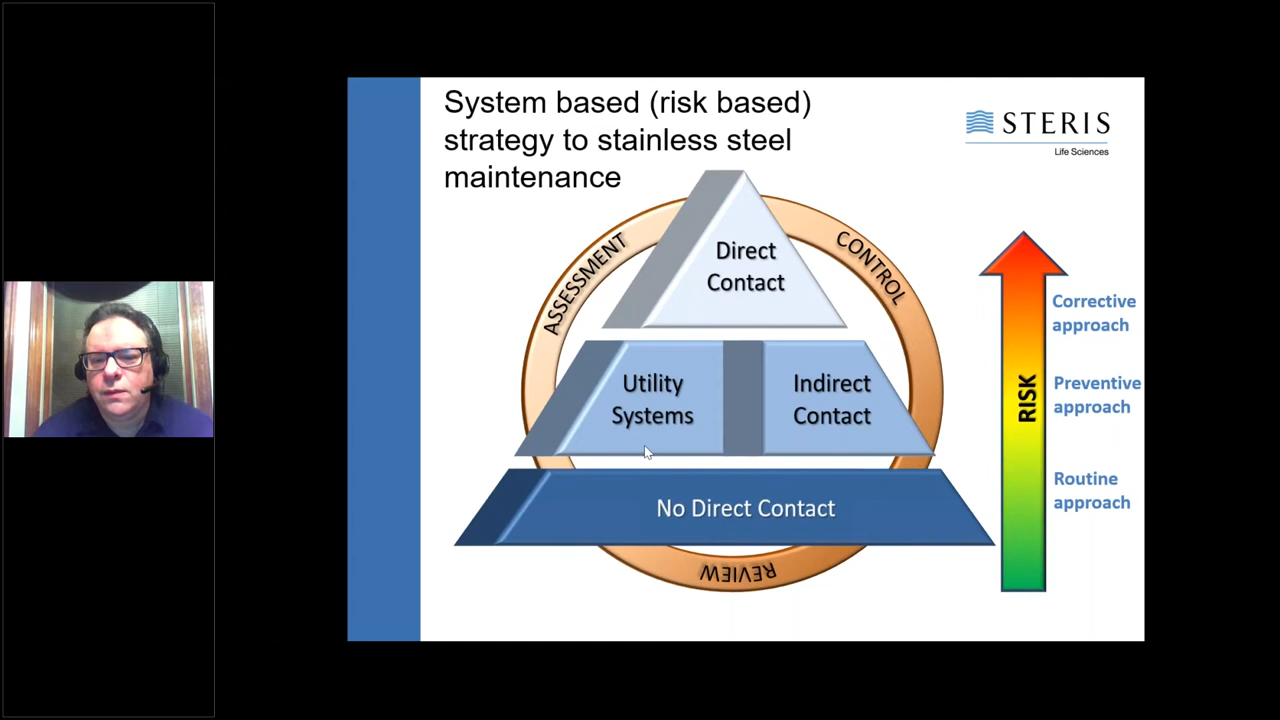 System based (risk based)
strategy to stainless steel
maintenance
STERIS
Life Sciences
ASSESSMENT
CONTROL
Direct
Contact
Corrective
approach
Utility
Systems
Indirect
Contact
RISK
Preventive
approach
No Direct Contact
Routine
approach
REVIEW